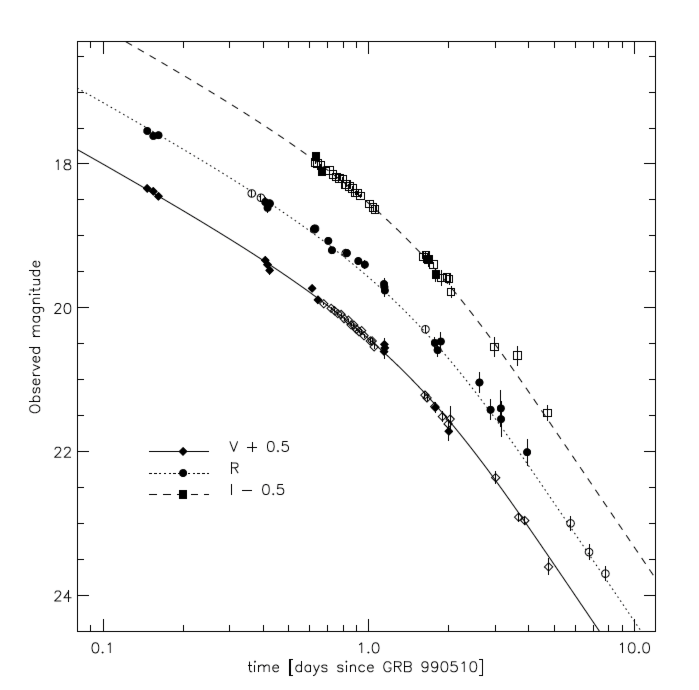 18
20
22
24
Observed magnitude
V + 0.5
R
I − 0.5
0.1 1.0 10.0
time [days since GRB 990510]